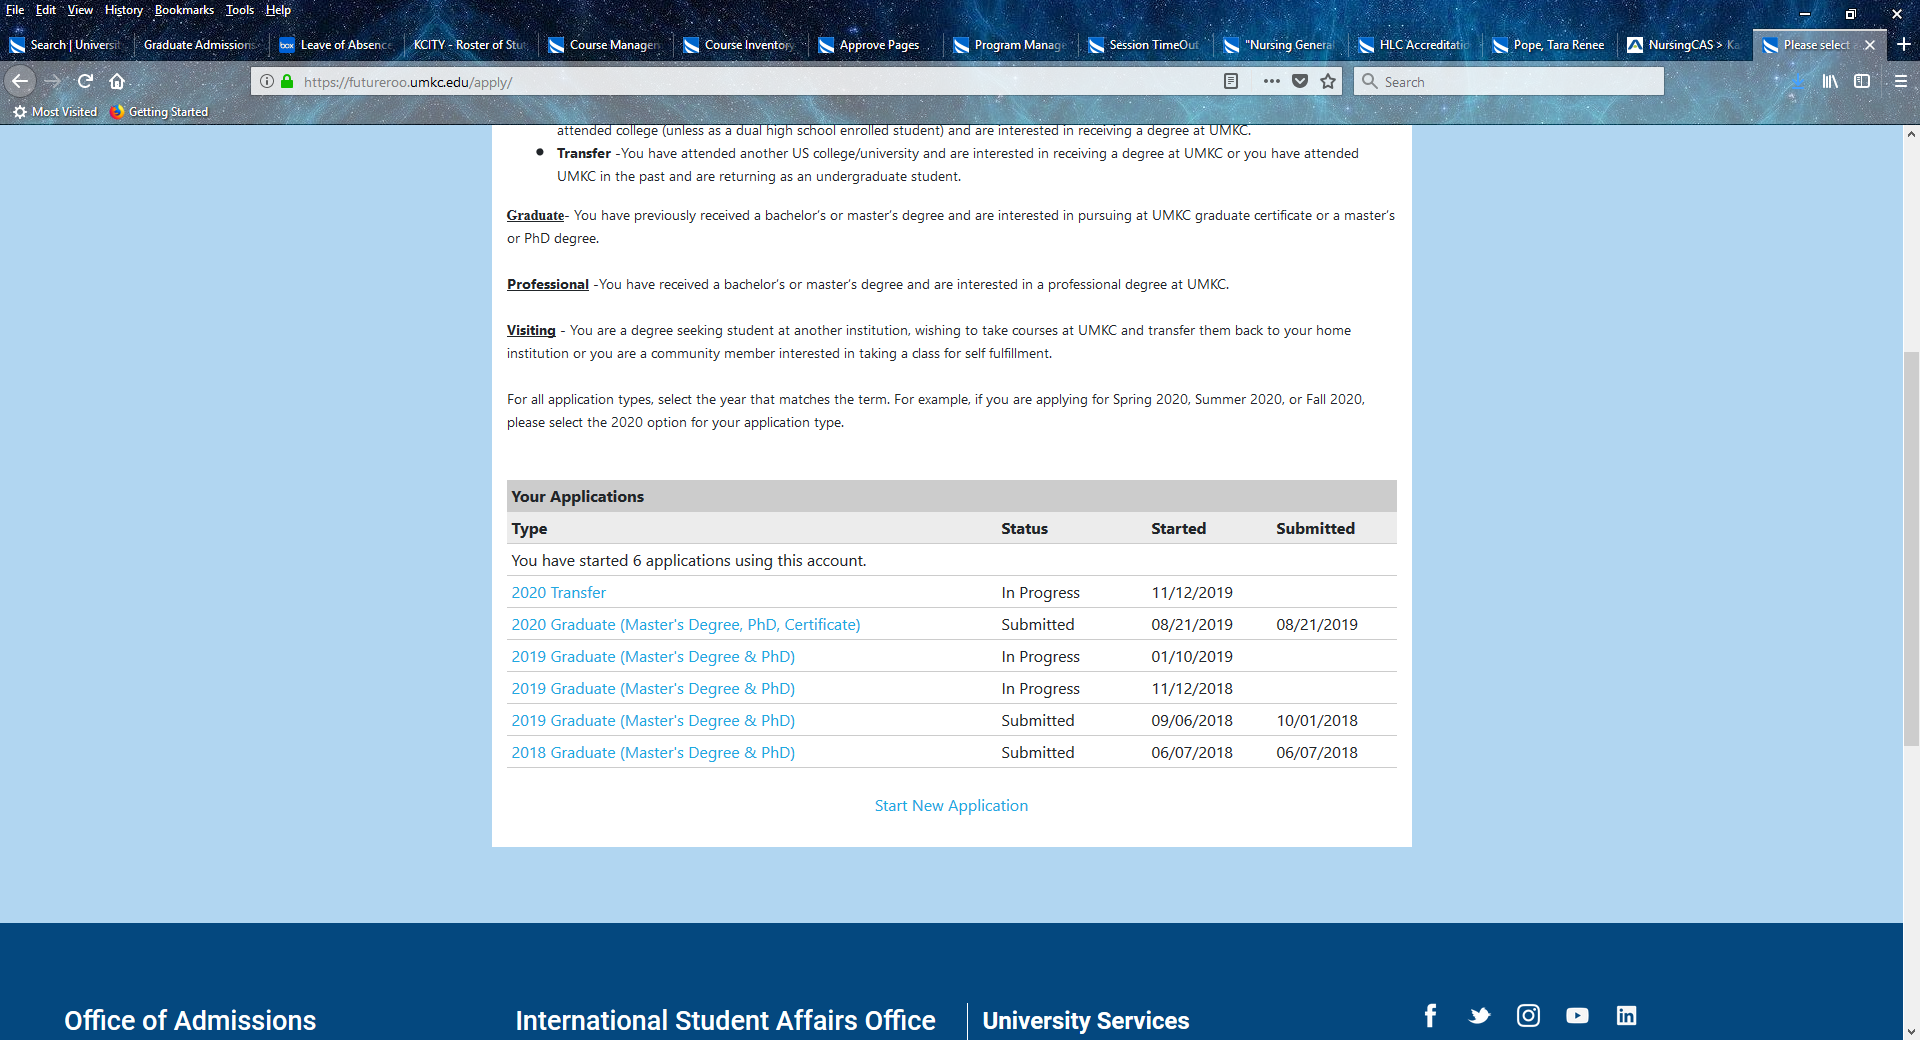 File Edit View History Bookmarks Tools Help
Search | Universit
Graduate Admissions
Leave of Absence
KCITY - Roster of Stu
Course Managem
Course Inventory
Approve Pages
Program Manage
Session TimeOut
"Nursing General
HLC Accreditatio
Pope, Tara Renee
NursingCAS > Ka
Please select a
https://futureroo.umkc.edu/apply/
Search
Most Visited Getting Started
attended college (unless as a dual high school enrolled student) and are interested in receiving a degree at UMKC.
Transfer -You have attended another US college/university and are interested in receiving a degree at UMKC or you have attended
UMKC in the past and are returning as an undergraduate student.
Graduate- You have previously received a bachelor’s or master’s degree and are interested in pursuing at UMKC graduate certificate or a master’s
or PhD degree.
Professional -You have received a bachelor’s or master’s degree and are interested in a professional degree at UMKC.
Visiting - You are a degree seeking student at another institution, wishing to take courses at UMKC and transfer them back to your home
institution or you are a community member interested in taking a class for self fulfillment.
For all application types, select the year that matches the term. For example, if you are applying for Spring 2020, Summer 2020, or Fall 2020,
please select the 2020 option for your application type.
Your Applications
Type Status Started Submitted
You have started 6 applications using this account.
2020 Transfer In Progress 11/12/2019
2020 Graduate (Master's Degree, PhD, Certificate) Submitted 08/21/2019 08/21/2019
2019 Graduate (Master's Degree & PhD) In Progress 01/10/2019
2019 Graduate (Master's Degree & PhD) In Progress 11/12/2018
2019 Graduate (Master's Degree & PhD) Submitted 09/06/2018 10/01/2018
2018 Graduate (Master's Degree & PhD) Submitted 06/07/2018 06/07/2018
Start New Application
Office of Admissions
International Student Affairs Office
University Services